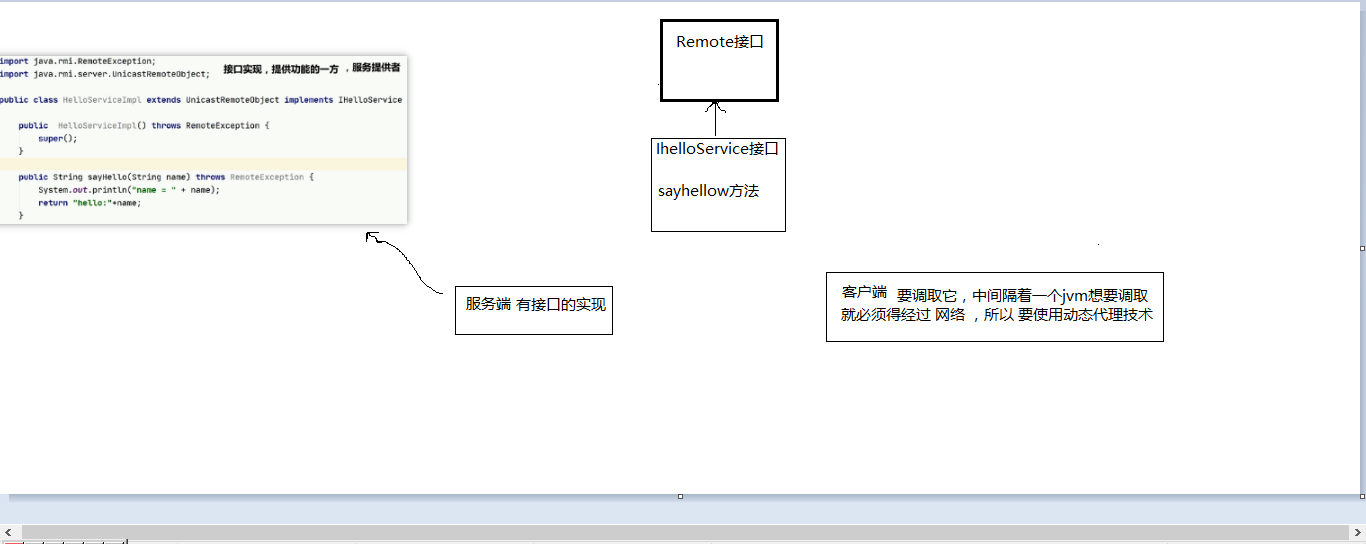 import java.rmi.RemoteException;
import java.rmi.server.UnicastRemoteObject;
接口实现，提供功能的一方，服务提供者
public class HelloServiceImpl extends UnicastRemoteObject implements IHelloService
public HelloServiceImpl() throws RemoteException {
super();
}
public String sayHello(String name) throws RemoteException {
System.out.println("name = " + name);
return "hello:"+name;
}
Remote接口
IhelloService接口
sayhellow方法
服务端 有接口的实现
客户端 要调取它，中间隔着一个jvm想要调取
就必须得经过 网络 ，所以 要使用动态代理技术